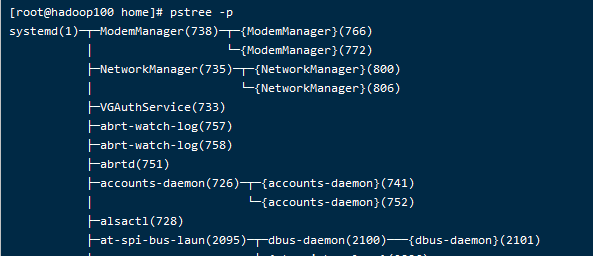 [root@hadoop100 home]# pstree -p
systemd(1)─┬─ModemManager(738)─┬─{ModemManager}(766)
           │                   └─{ModemManager}(772)
           ├─NetworkManager(735)─┬─{NetworkManager}(800)
           │                     └─{NetworkManager}(806)
           ├─VGAuthService(733)
           ├─abrt-watch-log(757)
           ├─abrt-watch-log(758)
           ├─abrtd(751)
           ├─accounts-daemon(726)─┬─{accounts-daemon}(741)
           │                      └─{accounts-daemon}(752)
           ├─alsactl(728)
           ├─at-spi-bus-laun(2095)─┬─dbus-daemon(2100)───{dbus-daemon}(2101)